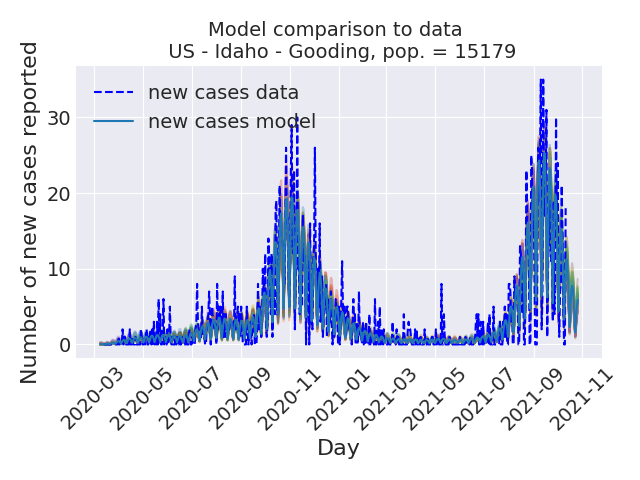 Model comparison to data
US - Idaho - Gooding, pop. = 15179
Number of new cases reported
new cases data
new cases model
30
20
10
0
2020-03
2020-05
2020-07
2020-09
2020-11
2021-01
2021-03
2021-05
2021-07
2021-09
2021-11
Day